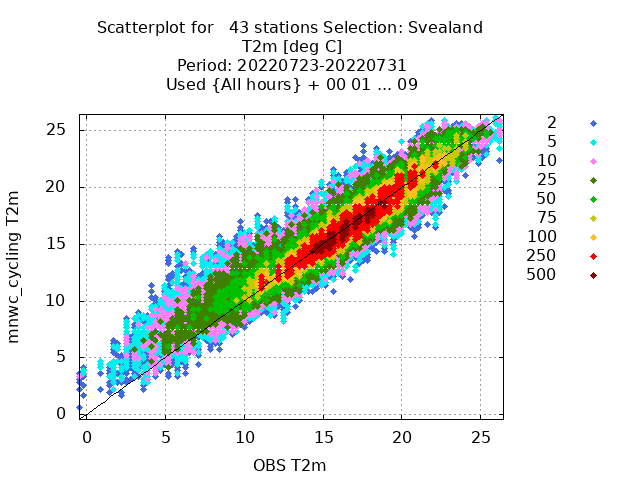 Scatterplot for   43 stations Selection: Svealand
T2m [deg C]
Period: 20220723-20220731
Used {All hours} + 00 01 ... 09
25
20
15
10
5
0
mnwc_cycling T2m
0 5 10 15 20 25
OBS T2m
2
5
10
25
50
75
100
250
500